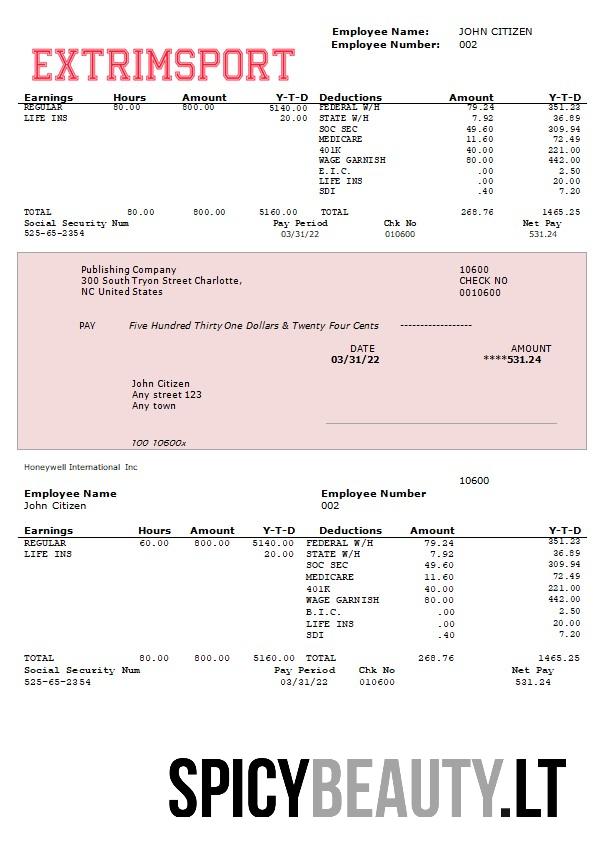 Employee Name: JOHN CITIZEN
Employee Number: 002
EXTRIMSPORT
Earnings Hours Amount Y-T-D Deductions Amount Y-T-D
REGULAR 80.00 800.00 5140.00 FEDERAL W/H 79.24 351.23
LIFE INS 20.00 STATE W/H 7.92 36.89
SOC SEC 49.60 309.94
MEDICARE 11.60 72.49
401K 40.00 221.00
WAGE GARNISH 80.00 442.00
E.I.C. .00 2.50
LIFE INS .00 20.00
SDI .40 7.20
TOTAL 80.00 800.00 5160.00 TOTAL 268.76 1465.25
Social Security Num Pay Period Chk No Net Pay
525-65-2354 03/31/22 010600 531.24
Publishing Company 10600
300 South Tryon Street Charlotte, CHECK NO
NC United States 0010600
PAY Five Hundred Thirty One Dollars & Twenty Four Cents ------------------
DATE AMOUNT
03/31/22 ****531.24
John Citizen
Any street 123
Any town
100 10600x
Honeywell International Inc
10600
Employee Name Employee Number
John Citizen 002
Earnings Hours Amount Y-T-D Deductions Amount Y-T-D
REGULAR 60.00 800.00 5140.00 FEDERAL W/H 79.24 351.23
LIFE INS 20.00 STATE W/H 7.92 36.89
SOC SEC 49.60 309.94
MEDICARE 11.60 72.49
401K 40.00 221.00
WAGE GARNISH 80.00 442.00
B.I.C. .00 2.50
LIFE INS .00 20.00
SDI .40 7.20
TOTAL 80.00 800.00 5160.00 TOTAL 268.76 1465.25
Social Security Num Pay Period Chk No Net Pay
525-65-2354 03/31/22 010600 531.24
SPICYBEAUTY.LT